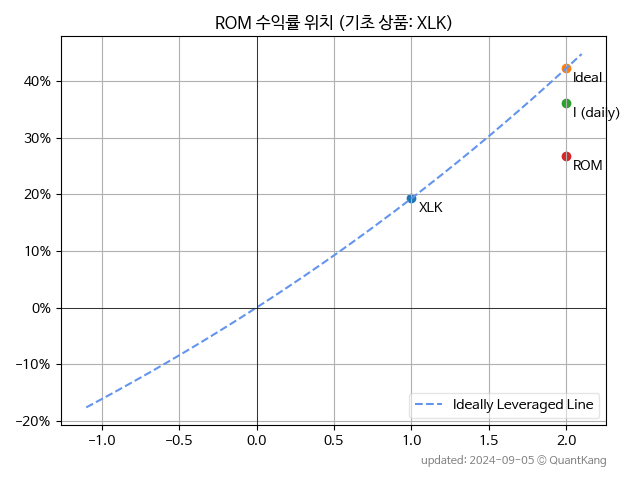 ROM 수익률 위치 (기초 상품: XLK)
40%
30%
20%
10%
0%
−10%
−20%
Ideal
I (daily)
ROM
XLK
Ideally Leveraged Line
−1.0 −0.5 0.0 0.5 1.0 1.5 2.0
updated: 2024-09-05 © QuantKang